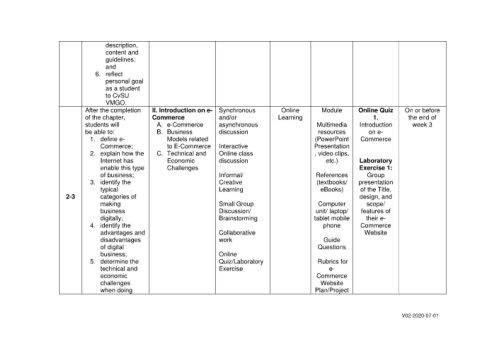 description,
content and
guidelines;
and
6. reflect
personal goal
as a student
to CvSU
VMGO.
2-3
After the completion
of the chapter,
students will
be able to:
1. define e-
Commerce;
2. explain how the
Internet has
enable this type
of business;
3. identify the
typical
categories of
making
business
digitally;
4. identify the
advantages and
disadvantages
of digital
business;
5. determine the
technical and
economic
challenges
when doing
II. Introduction on e-
Commerce
A. e-Commerce
B. Business
Models related
to E-Commerce
C. Technical and
Economic
Challenges
Synchronous
and/or
asynchronous
discussion
Interactive
Online class
discussion
Informal/
Creative
Learning
Small Group
Discussion/
Brainstorming
Collaborative
work
Online
Quiz/Laboratory
Exercise
Online
Learning
Module
Multimedia
resources
(PowerPoint
Presentation
, video clips,
etc.)
References
(textbooks/
eBooks)
Computer
unit/ laptop/
tablet mobile
phone
Guide
Questions
Rubrics for
e-
Commerce
Website
Plan/Project
Online Quiz
1.
Introduction
on e-
Commerce
Laboratory
Exercise 1:
Group
presentation
of the Title,
design, and
scope/
features of
their e-
Commerce
Website
On or before
the end of
week 3
V02-2020-07-01